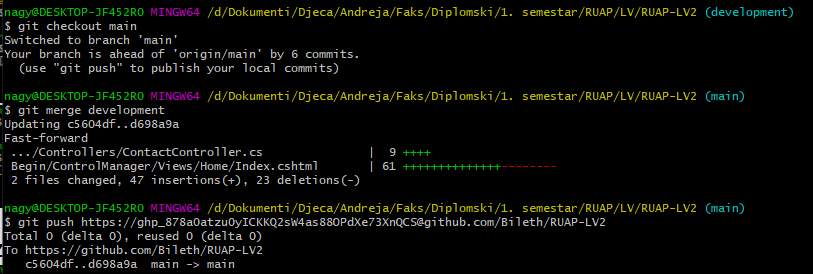 nagy@DESKTOP-JF452RO MINGW64 /d/Dokumenti/Djeca/Andreja/Faks/Diplomski/1. semestar/RUAP/LV/RUAP-LV2 (development)
$ git checkout main
Switched to branch 'main'
Your branch is ahead of 'origin/main' by 6 commits.
  (use "git push" to publish your local commits)
nagy@DESKTOP-JF452RO MINGW64 /d/Dokumenti/Djeca/Andreja/Faks/Diplomski/1. semestar/RUAP/LV/RUAP-LV2 (main)
$ git merge development
Updating c5604df..d698a9a
Fast-forward
 .../Controllers/ContactController.cs               |  9 ++++
 Begin/ControlManager/Views/Home/Index.cshtml       | 61 ++++++++++++++--------
 2 files changed, 47 insertions(+), 23 deletions(-)
nagy@DESKTOP-JF452RO MINGW64 /d/Dokumenti/Djeca/Andreja/Faks/Diplomski/1. semestar/RUAP/LV/RUAP-LV2 (main)
$ git push https://github.com/Bileth/RUAP-LV2
Total 0 (delta 0), reused 0 (delta 0)
To https://github.com/Bileth/RUAP-LV2
   c5604df..d698a9a  main -> main